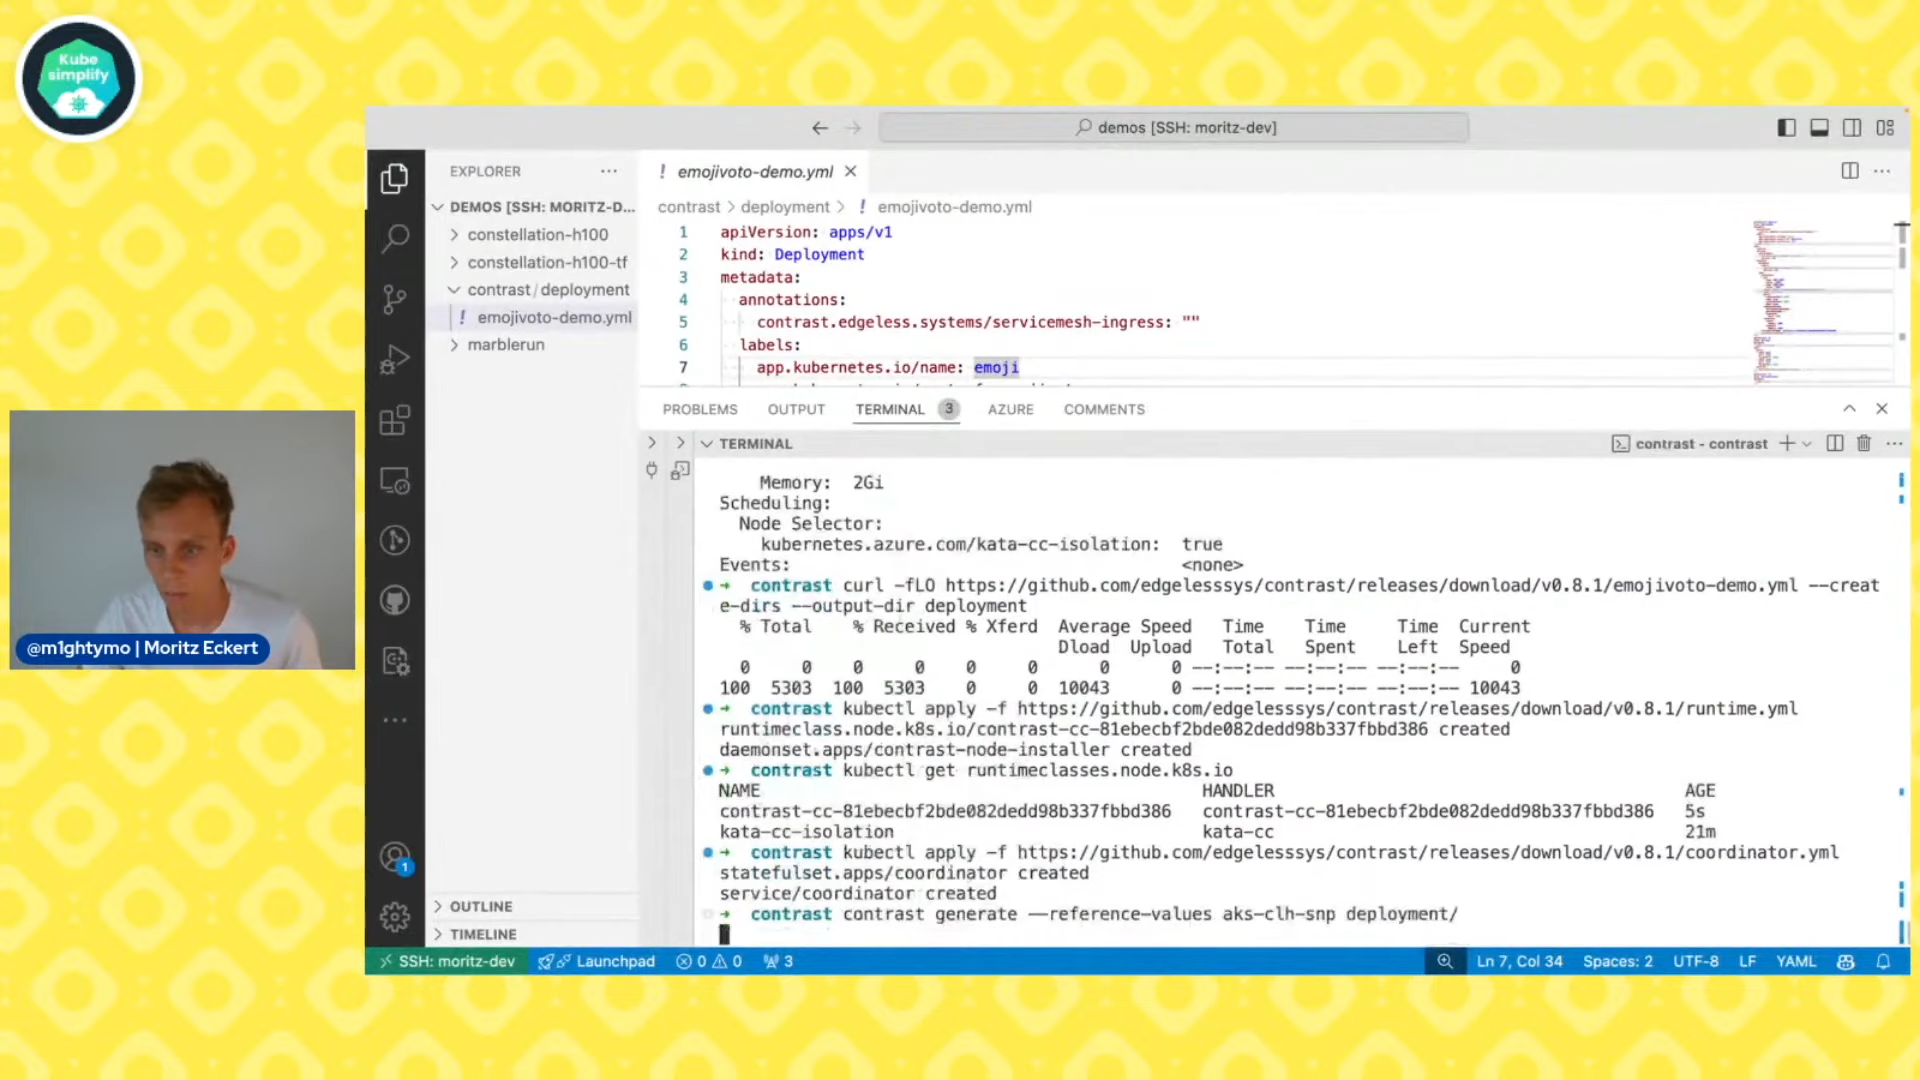 Kube
simplify
demos [SSH: moritz-dev]
EXPLORER
DEMOS [SSH: MORITZ-D...
constellation-h100
constellation-h100-tf
contrast/deployment
! emojivoto-demo.yml
marblerun
OUTLINE
TIMELINE
! emojivoto-demo.yml
contrast > deployment > ! emojivoto-demo.yml
1 apiVersion: apps/v1
2 kind: Deployment
3 metadata:
4 annotations:
5 contrast.edgeless.systems/servicemesh-ingress: ""
6 labels:
7 app.kubernetes.io/name: emoji
PROBLEMS OUTPUT TERMINAL 3 AZURE COMMENTS
TERMINAL
contrast - contrast
Memory: 2Gi
Scheduling:
Node Selector:
kubernetes.azure.com/kata-cc-isolation: true
Events: <none>
contrast curl -fLO https://github.com/edgelesssys/contrast/releases/download/v0.8.1/emojivoto-demo.yml --creat
e-dirs --output-dir deployment
% Total % Received % Xferd Average Speed Time Time Time Current
Dload Upload Total Spent Left Speed
0 0 0 0 0 0 0 0 --:--:-- --:--:-- --:--:-- 0
100 5303 100 5303 0 0 10043 0 --:--:-- --:--:-- --:--:-- 10043
contrast kubectl apply -f https://github.com/edgelesssys/contrast/releases/download/v0.8.1/runtime.yml
runtimeclass.node.k8s.io/contrast-cc-81ebecbf2bde082dedd98b337fbbd386 created
daemonset.apps/contrast-node-installer created
contrast kubectl get runtimeclasses.node.k8s.io
NAME HANDLER AGE
contrast-cc-81ebecbf2bde082dedd98b337fbbd386 contrast-cc-81ebecbf2bde082dedd98b337fbbd386 5s
kata-cc-isolation kata-cc 21m
contrast kubectl apply -f https://github.com/edgelesssys/contrast/releases/download/v0.8.1/coordinator.yml
statefulset.apps/coordinator created
service/coordinator created
contrast contrast generate --reference-values aks-clh-snp deployment/
@m1ghtymo | Moritz Eckert
1
SSH: moritz-dev Launchpad 0 0 3
Ln 7, Col 34 Spaces: 2 UTF-8 LF YAML